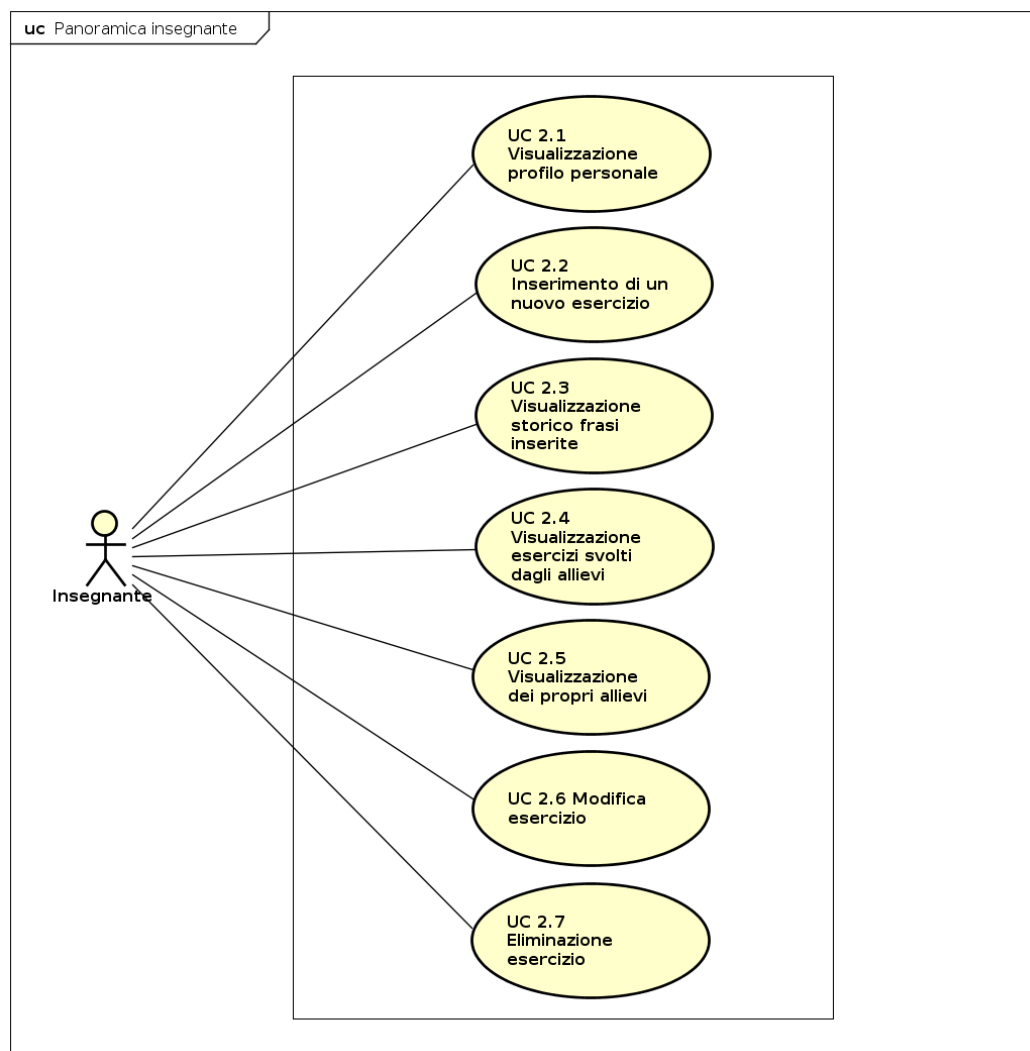 uc Panoramica insegnante
UC 2.1
Visualizzazione
profilo personale
UC 2.2
Inserimento di un
nuovo esercizio
UC 2.3
Visualizzazione
storico frasi
inserite
UC 2.4
Visualizzazione
esercizi svolti
dagli allievi
Insegnante
UC 2.5
Visualizzazione
dei propri allievi
UC 2.6 Modifica
esercizio
UC 2.7
Eliminazione
esercizio